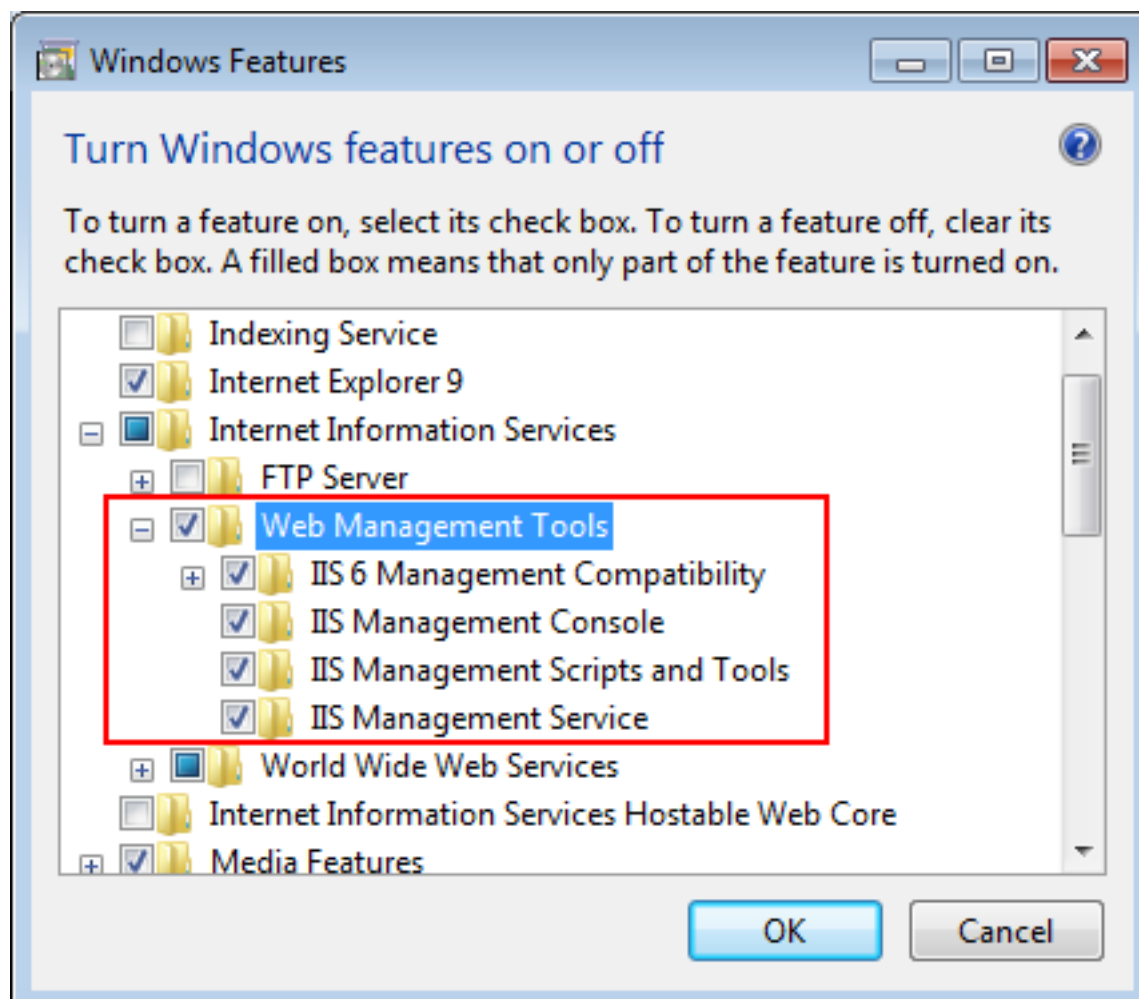 Windows Features
Turn Windows features on or off
To turn a feature on, select its check box. To turn a feature off, clear its
check box. A filled box means that only part of the feature is turned on.
Indexing Service
Internet Explorer 9
Internet Information Services
FTP Server
Web Management Tools
IIS 6 Management Compatibility
IIS Management Console
IIS Management Scripts and Tools
IIS Management Service
World Wide Web Services
Internet Information Services Hostable Web Core
Media Features
OK Cancel